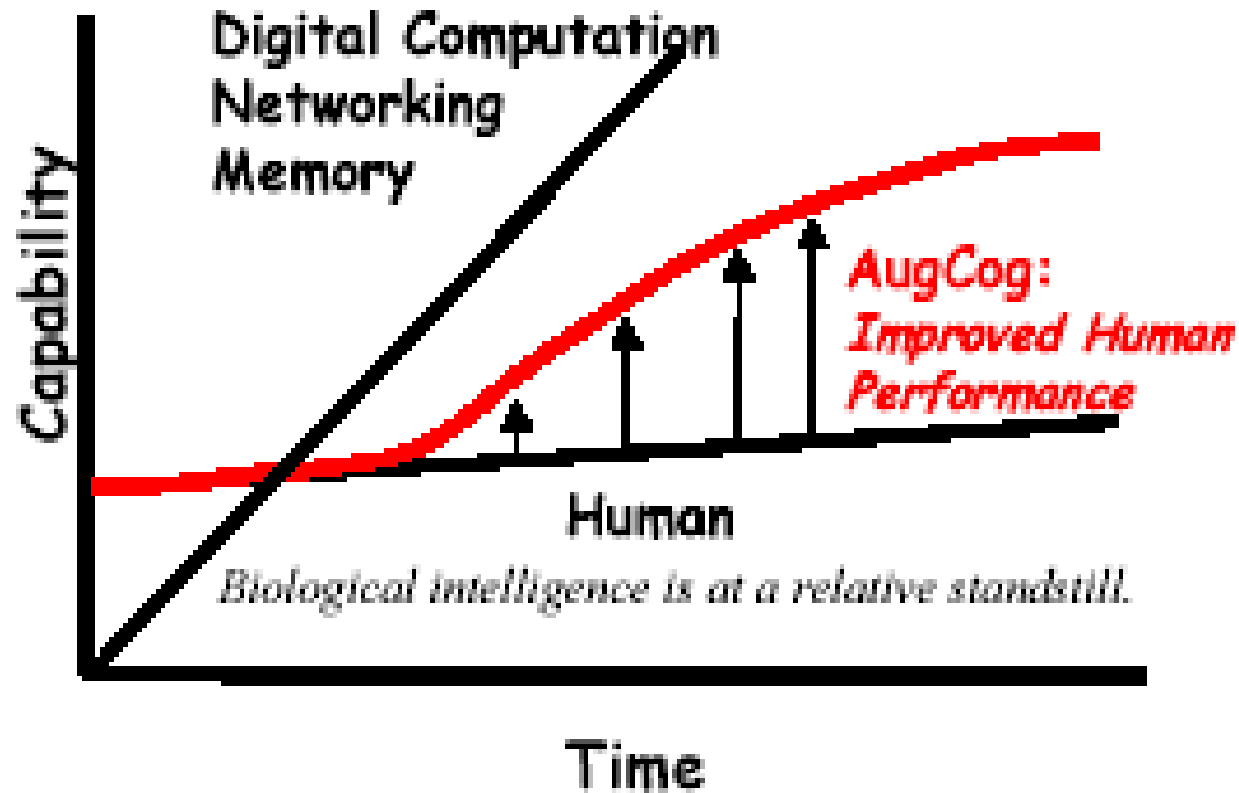 Digital Computation
Networking
Memory
Capability
AugCog:
Improved Human
Performance
Human
Biological intelligence is at a relative standstill.
Time